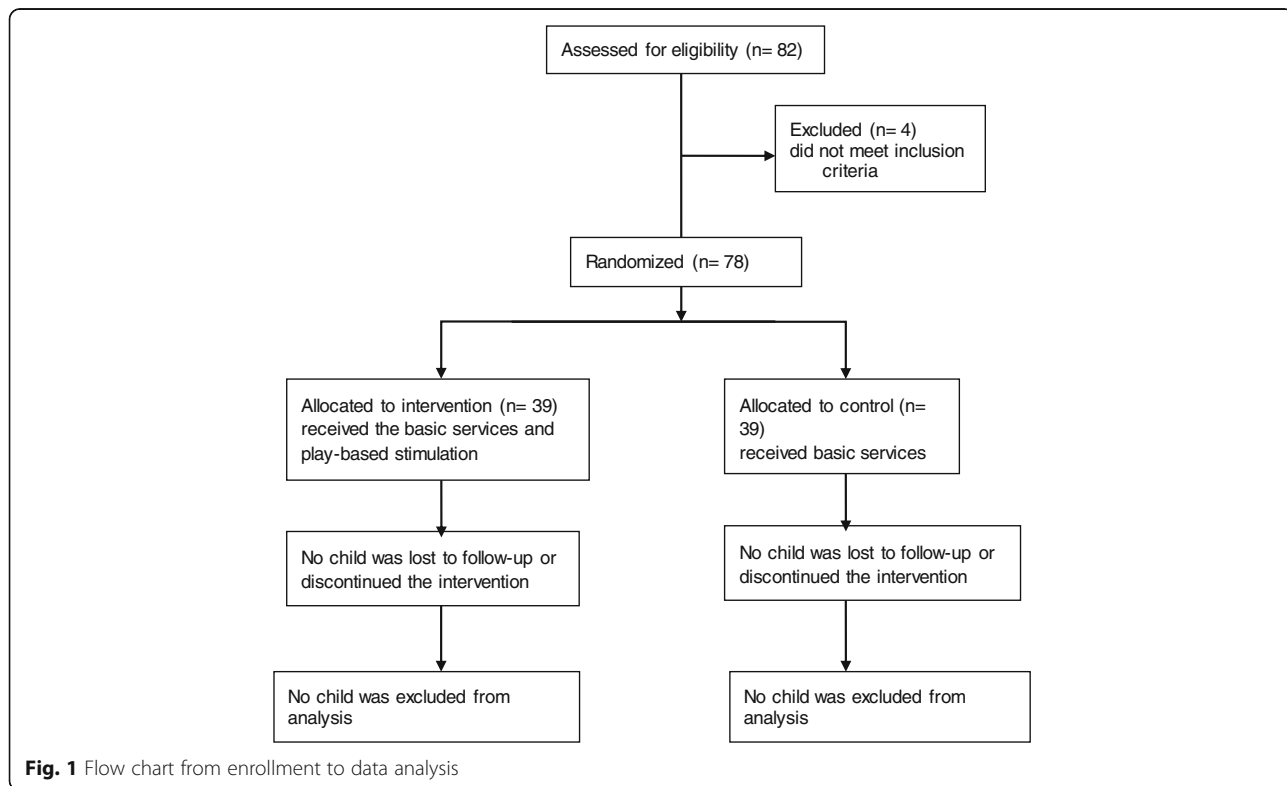 Assessed for eligibility (n= 82)
Excluded (n= 4)
did not meet inclusion
criteria
Randomized (n= 78)
Allocated to intervention (n= 39)
received the basic services and
play-based stimulation
Allocated to control (n=
39)
received basic services
No child was lost to follow-up or
discontinued the intervention
No child was lost to follow-up or
discontinued the intervention
No child was excluded from
analysis
No child was excluded from
analysis
Fig. 1 Flow chart from enrollment to data analysis